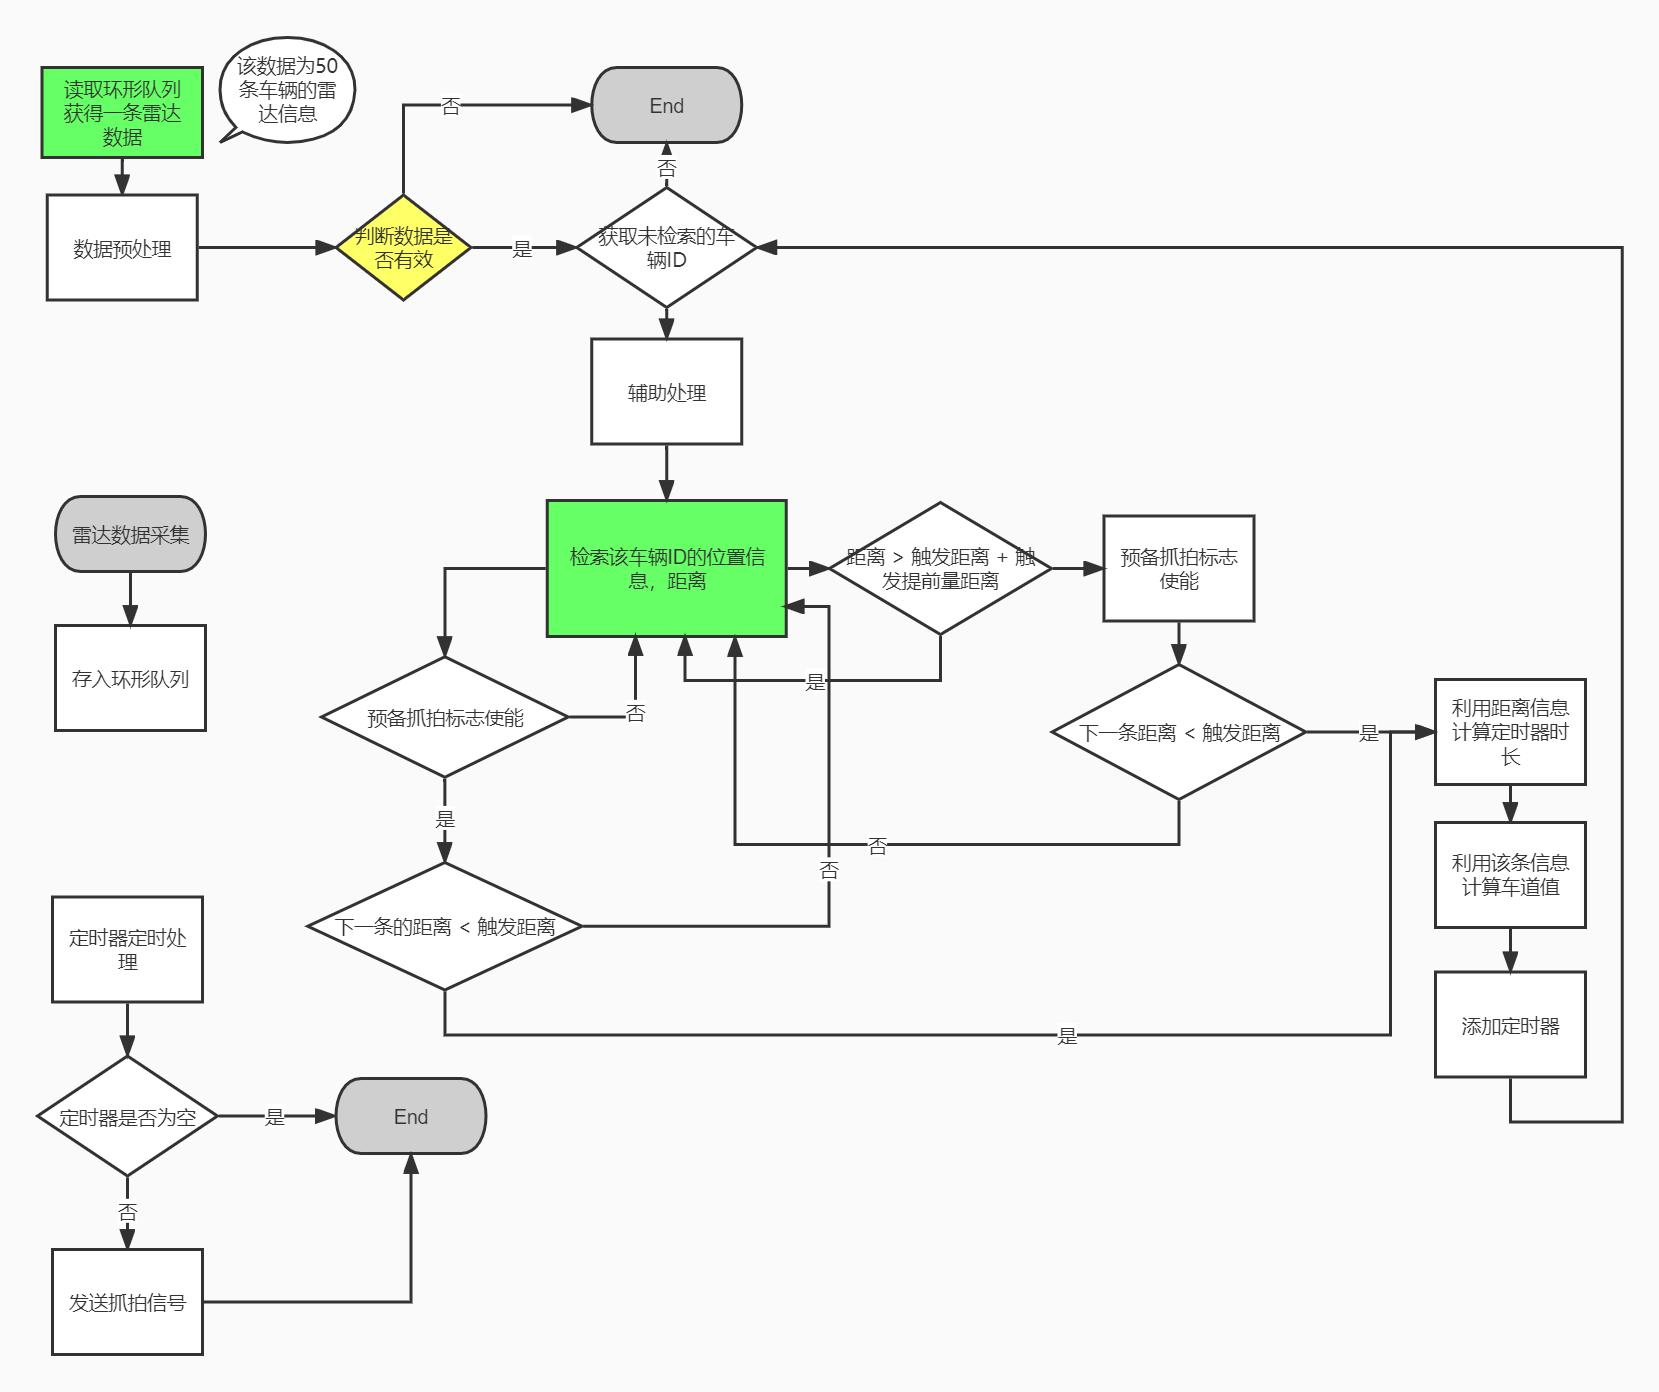 读取环形队列
获得一条雷达
数据
该数据为50
条车辆的雷
达信息
否
End
否
数据预处理
判断数据是
否有效
是
获取未检索的车
辆ID
辅助处理
雷达数据采集
存入环形队列
检索该车辆ID的位置信
息，距离
距离 > 触发距离 + 触
发提前量距离
预备抓拍标志
使能
是
预备抓拍标志使能
否
下一条距离 < 触发距离
是
利用距离信息
计算定时器时
长
是
否
否
利用该条信息
计算车道值
下一条的距离 < 触发距离
定时器定时处
理
添加定时器
是
定时器是否为空
是
End
否
发送抓拍信号